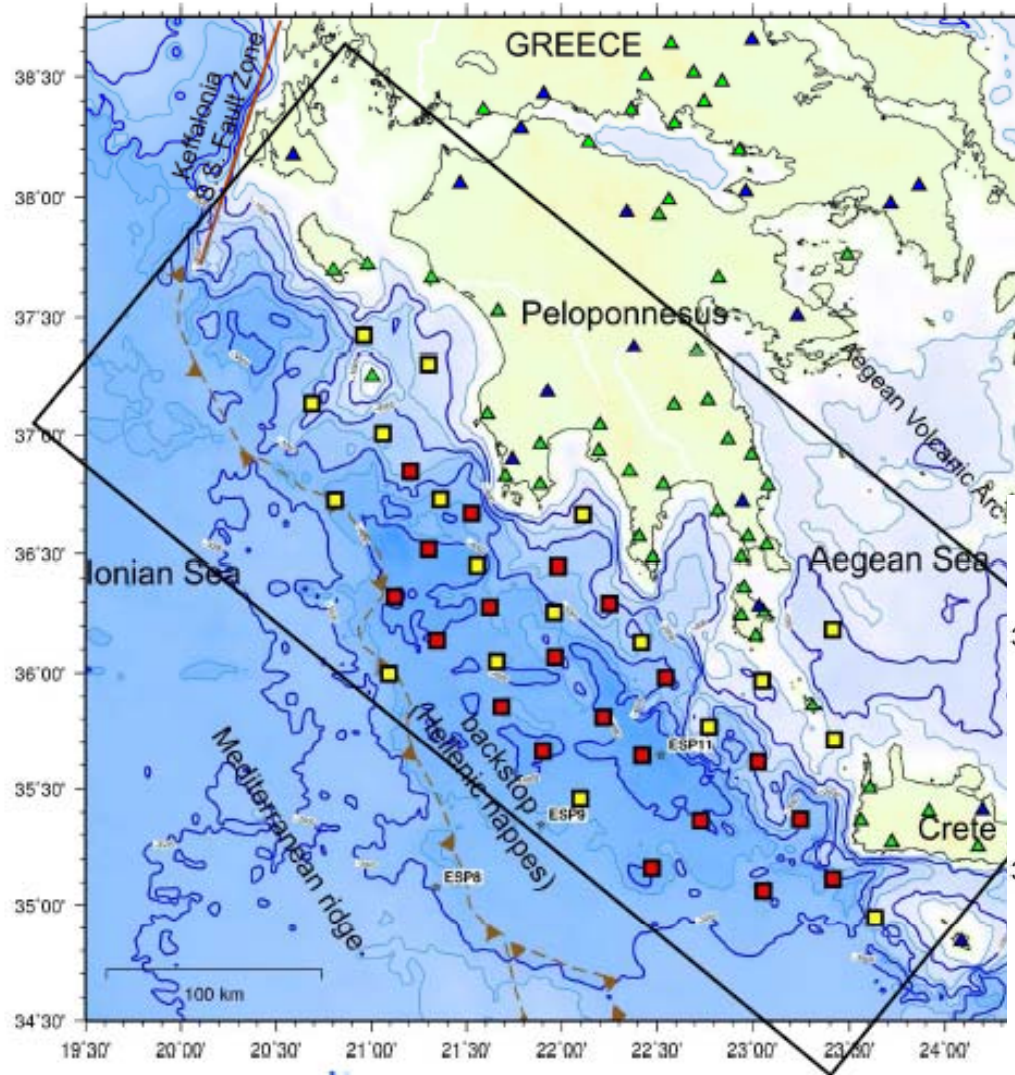 GREECE
Keffalonia
S.S. Fault Zone
38°30'
38°00'
37°30'
37°00'
36°30'
36°00'
35°30'
35°00'
34°30'
Peloponnesus
Aegean Volcanic Arc
Aegean Sea
Ionian Sea
backstop
(Hellenic nappes)
Mediterranean ridge
ESP11
ESP9
ESP8
Crete
100 km
19°30'
20°00'
20°30'
21°00'
21°30'
22°00'
22°30'
23°00'
23°30'
24°00'